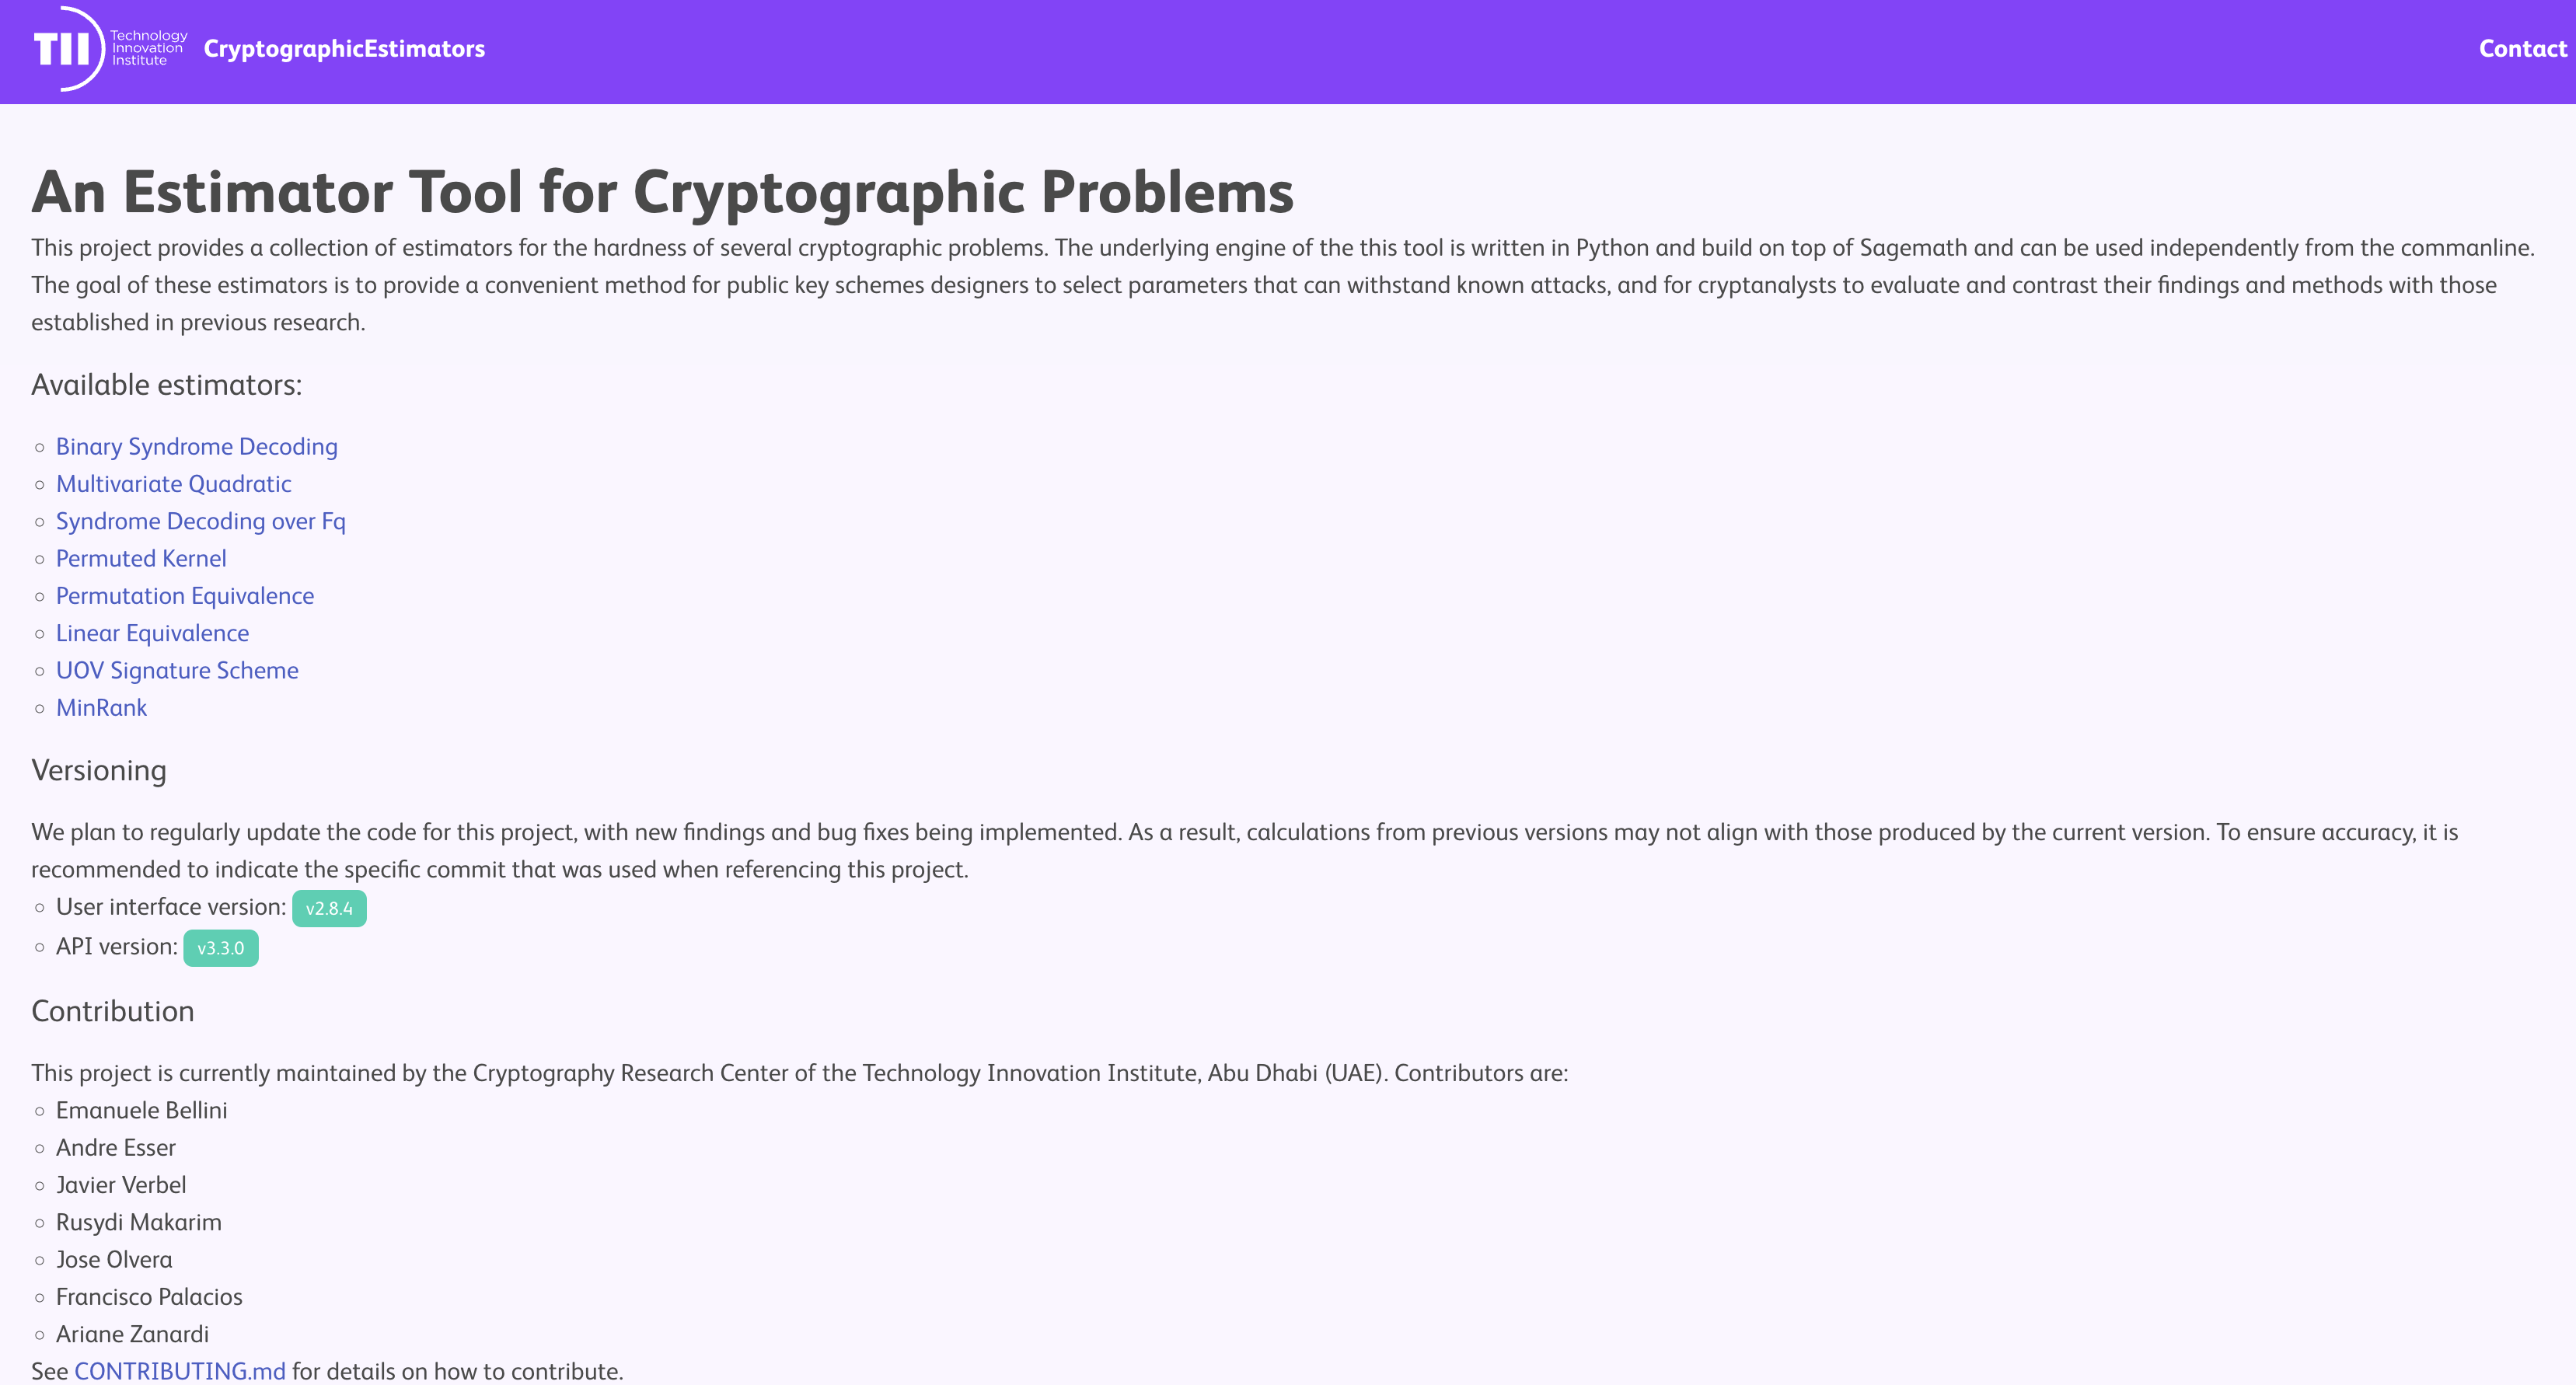 TII Technology Innovation Institute CryptographicEstimators Contact
An Estimator Tool for Cryptographic Problems
This project provides a collection of estimators for the hardness of several cryptographic problems. The underlying engine of the this tool is written in Python and build on top of Sagemath and can be used independently from the commanline.
The goal of these estimators is to provide a convenient method for public key schemes designers to select parameters that can withstand known attacks, and for cryptanalysts to evaluate and contrast their findings and methods with those
established in previous research.
Available estimators:
Binary Syndrome Decoding
Multivariate Quadratic
Syndrome Decoding over Fq
Permuted Kernel
Permutation Equivalence
Linear Equivalence
UOV Signature Scheme
MinRank
Versioning
We plan to regularly update the code for this project, with new findings and bug fixes being implemented. As a result, calculations from previous versions may not align with those produced by the current version. To ensure accuracy, it is
recommended to indicate the specific commit that was used when referencing this project.
User interface version: v2.8.4
API version: v3.3.0
Contribution
This project is currently maintained by the Cryptography Research Center of the Technology Innovation Institute, Abu Dhabi (UAE). Contributors are:
Emanuele Bellini
Andre Esser
Javier Verbel
Rusydi Makarim
Jose Olvera
Francisco Palacios
Ariane Zanardi
See CONTRIBUTING.md for details on how to contribute.